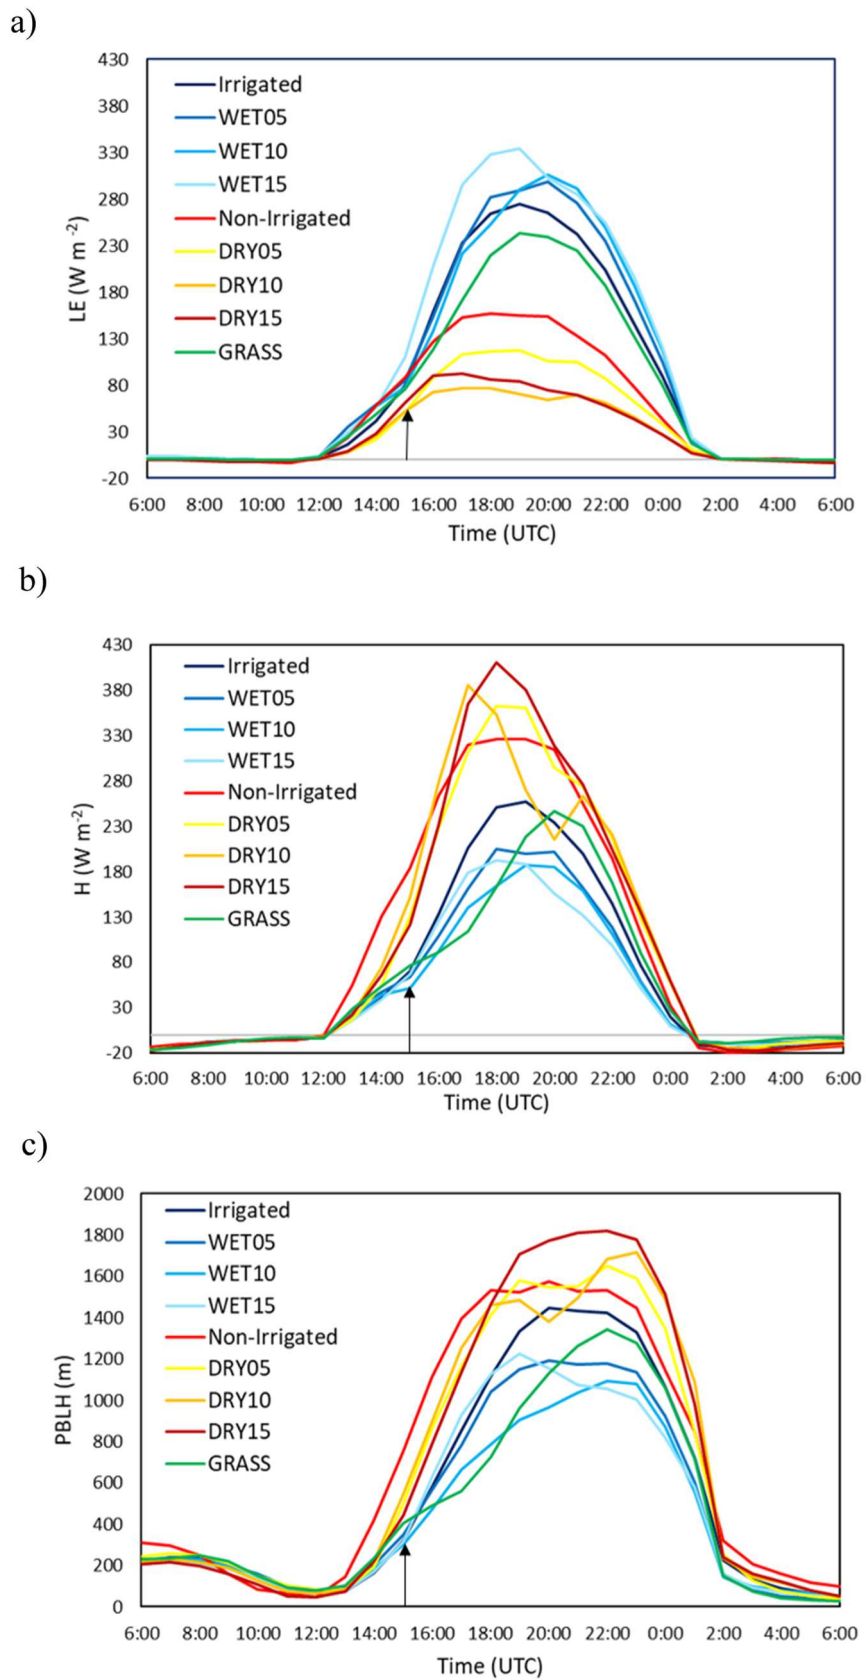 a)
430
380
330
280
230
180
130
80
30
-20
LE (W m-2)
Irrigated
WET05
WET10
WET15
Non-Irrigated
DRY05
DRY10
DRY15
GRASS
6:00 8:00 10:00 12:00 14:00 16:00 18:00 20:00 22:00 0:00 2:00 4:00 6:00
Time (UTC)
b)
430
380
330
280
230
180
130
80
30
-20
H (W m-2)
Irrigated
WET05
WET10
WET15
Non-Irrigated
DRY05
DRY10
DRY15
GRASS
6:00 8:00 10:00 12:00 14:00 16:00 18:00 20:00 22:00 0:00 2:00 4:00 6:00
Time (UTC)
c)
2000
1800
1600
1400
1200
1000
800
600
400
200
0
PBLH (m)
Irrigated
WET05
WET10
WET15
Non-Irrigated
DRY05
DRY10
DRY15
GRASS
6:00 8:00 10:00 12:00 14:00 16:00 18:00 20:00 22:00 0:00 2:00 4:00 6:00
Time (UTC)